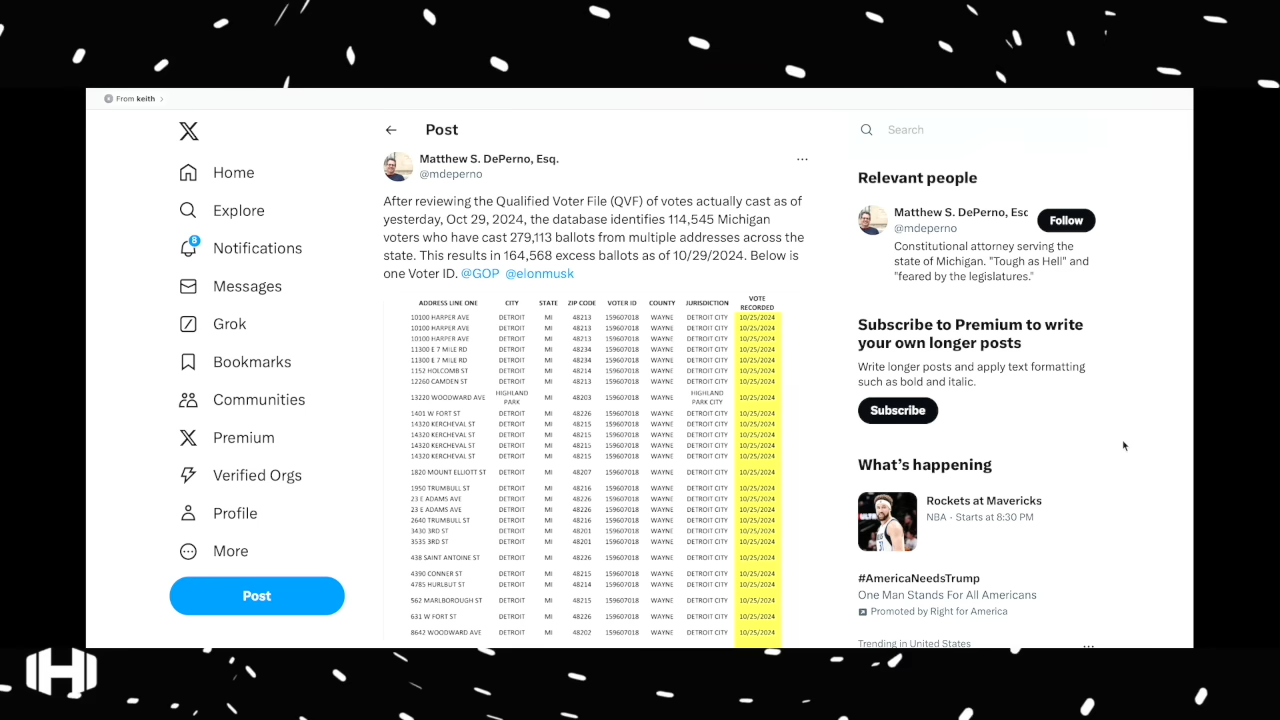 From keith >
Post
Search
Matthew S. DePerno, Esq.
@mdeperno
After reviewing the Qualified Voter File (QVF) of votes actually cast as of
yesterday, Oct 29, 2024, the database identifies 114,545 Michigan
voters who have cast 279,113 ballots from multiple addresses across the
state. This results in 164,568 excess ballots as of 10/29/2024. Below is
one Voter ID. @GOP @elonmusk
ADDRESS LINE ONE CITY STATE ZIP CODE VOTER ID COUNTY JURISDICTION VOTE RECORDED
10100 HARPER AVE DETROIT MI 48213 159607018 WAYNE DETROIT CITY 10/25/2024
10100 HARPER AVE DETROIT MI 48213 159607018 WAYNE DETROIT CITY 10/25/2024
10100 HARPER AVE DETROIT MI 48213 159607018 WAYNE DETROIT CITY 10/25/2024
11300 E 7 MILE RD DETROIT MI 48234 159607018 WAYNE DETROIT CITY 10/25/2024
11300 E 7 MILE RD DETROIT MI 48234 159607018 WAYNE DETROIT CITY 10/25/2024
1152 HOLCOMB ST DETROIT MI 48214 159607018 WAYNE DETROIT CITY 10/25/2024
12260 CAMDEN ST DETROIT MI 48213 159607018 WAYNE DETROIT CITY 10/25/2024
13220 WOODWARD AVE HIGHLAND PARK MI 48203 159607018 WAYNE HIGHLAND PARK CITY 10/25/2024
1401 W FORT ST DETROIT MI 48226 159607018 WAYNE DETROIT CITY 10/25/2024
14320 KERCHEVAL ST DETROIT MI 48215 159607018 WAYNE DETROIT CITY 10/25/2024
14320 KERCHEVAL ST DETROIT MI 48215 159607018 WAYNE DETROIT CITY 10/25/2024
14320 KERCHEVAL ST DETROIT MI 48215 159607018 WAYNE DETROIT CITY 10/25/2024
14320 KERCHEVAL ST DETROIT MI 48215 159607018 WAYNE DETROIT CITY 10/25/2024
1820 MOUNT ELLIOTT ST DETROIT MI 48207 159607018 WAYNE DETROIT CITY 10/25/2024
1950 TRUMBULL ST DETROIT MI 48216 159607018 WAYNE DETROIT CITY 10/25/2024
23 E ADAMS AVE DETROIT MI 48226 159607018 WAYNE DETROIT CITY 10/25/2024
23 E ADAMS AVE DETROIT MI 48226 159607018 WAYNE DETROIT CITY 10/25/2024
2640 TRUMBULL ST DETROIT MI 48216 159607018 WAYNE DETROIT CITY 10/25/2024
3430 3RD ST DETROIT MI 48201 159607018 WAYNE DETROIT CITY 10/25/2024
3535 3RD ST DETROIT MI 48201 159607018 WAYNE DETROIT CITY 10/25/2024
438 SAINT ANTOINE ST DETROIT MI 48226 159607018 WAYNE DETROIT CITY 10/25/2024
4390 CONNER ST DETROIT MI 48215 159607018 WAYNE DETROIT CITY 10/25/2024
4785 HURLBUT ST DETROIT MI 48214 159607018 WAYNE DETROIT CITY 10/25/2024
562 MARLBOROUGH ST DETROIT MI 48215 159607018 WAYNE DETROIT CITY 10/25/2024
631 W FORT ST DETROIT MI 48226 159607018 WAYNE DETROIT CITY 10/25/2024
8642 WOODWARD AVE DETROIT MI 48202 159607018 WAYNE DETROIT CITY 10/25/2024
Home
Explore
8
Notifications
Messages
Grok
Bookmarks
Communities
Premium
Verified Orgs
Profile
More
Post
Relevant people
Matthew S. DePerno, Esc
@mdeperno
Follow
Constitutional attorney serving the
state of Michigan. "Tough as Hell" and
"feared by the legislatures."
Subscribe to Premium to write
your own longer posts
Write longer posts and apply text formatting
such as bold and italic.
Subscribe
What's happening
Rockets at Mavericks
NBA · Starts at 8:30 PM
#AmericaNeedsTrump
One Man Stands For All Americans
Promoted by Right for America
Trending in United States
H